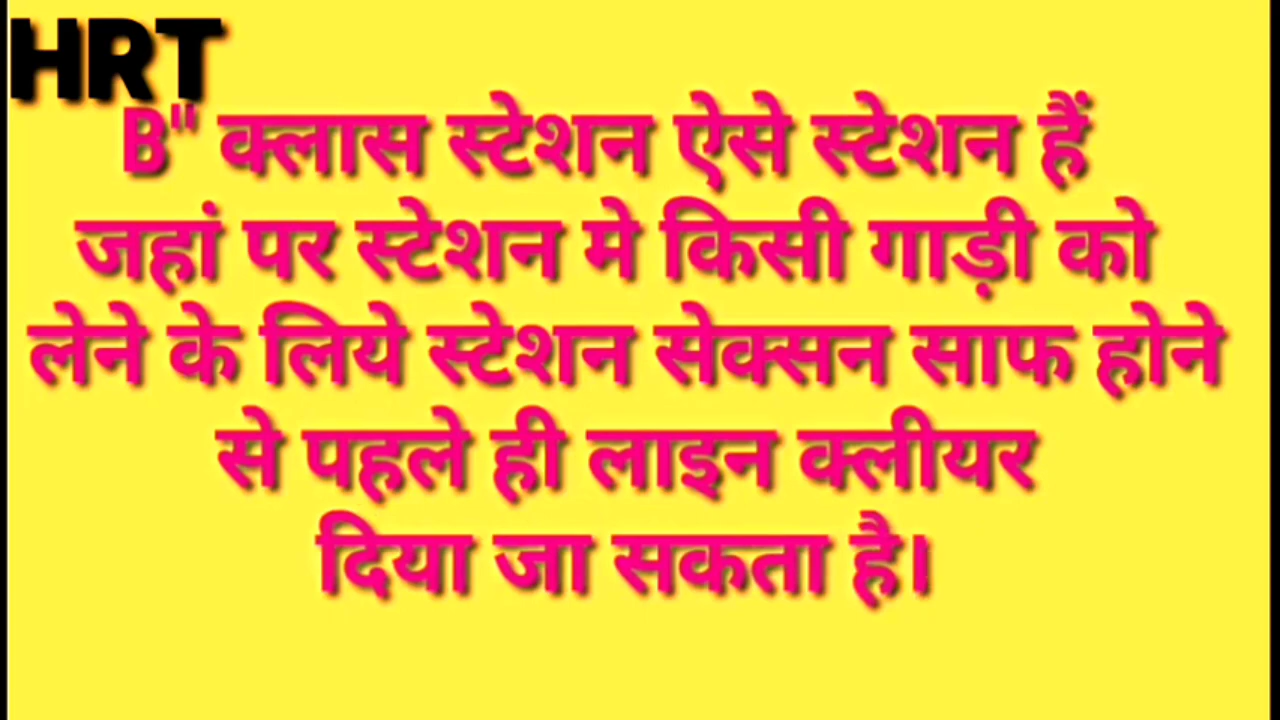 HRT
B" क्लास स्टेशन ऐसे स्टेशन हैं
जहां पर स्टेशन मे किसी गाड़ी को
लेने के लिये स्टेशन सेक्सन साफ होने
से पहले ही लाइन क्लीयर
दिया जा सकता है।